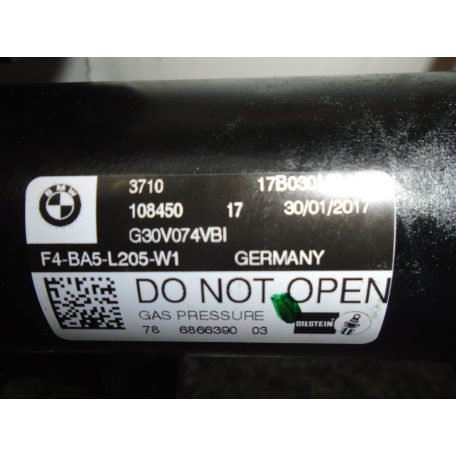 BMW
3710
108450 17 30/01/2017
G30V074VBI
F4-BA5-L205-W1 GERMANY
DO NOT OPEN
GAS PRESSURE
78 6866390 03
BILSTEIN